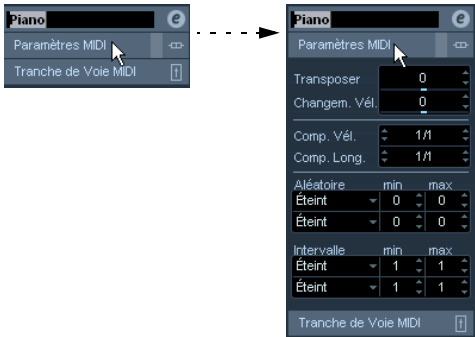 Piano e
Paramètres MIDI
Tranche de Voie MIDI
Piano e
Paramètres MIDI
Transposer 0
Changem. Vél. 0
Comp. Vél. 1/1
Comp. Long. 1/1
Aléatoire min max
Éteint 0 0
Éteint 0 0
Intervalle min max
Éteint 1 1
Éteint 1 1
Tranche de Voie MIDI